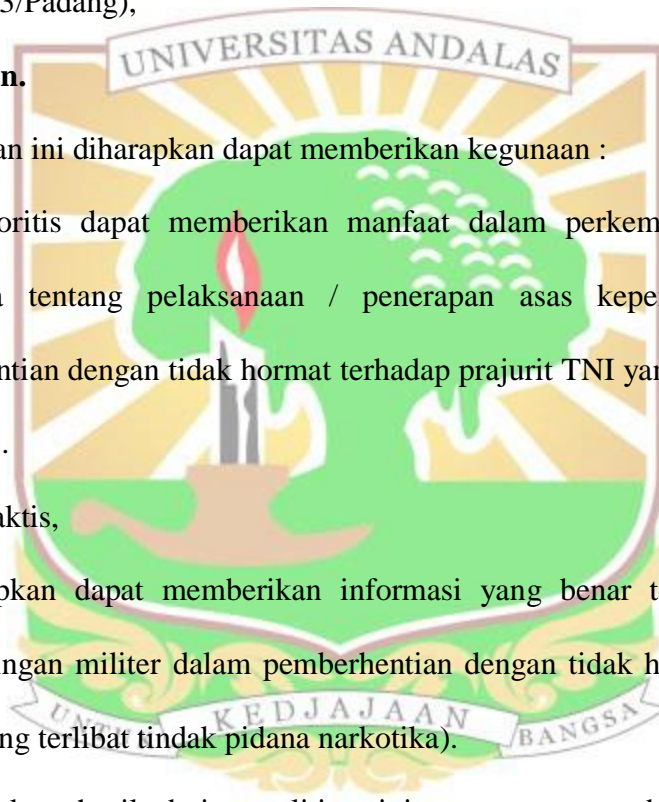 3/Padang),
UNIVERSITAS ANDALAS
n.
an ini diharapkan dapat memberikan kegunaan :
oritis dapat memberikan manfaat dalam perkem
a tentang pelaksanaan / penerapan asas kepe
ntian dengan tidak hormat terhadap prajurit TNI yan
.
aktis,
pkan dapat memberikan informasi yang benar t
ngan militer dalam pemberhentian dengan tidak h
UNTUK KEDJAJAAN BANGSA
ng terlibat tindak pidana narkotika).